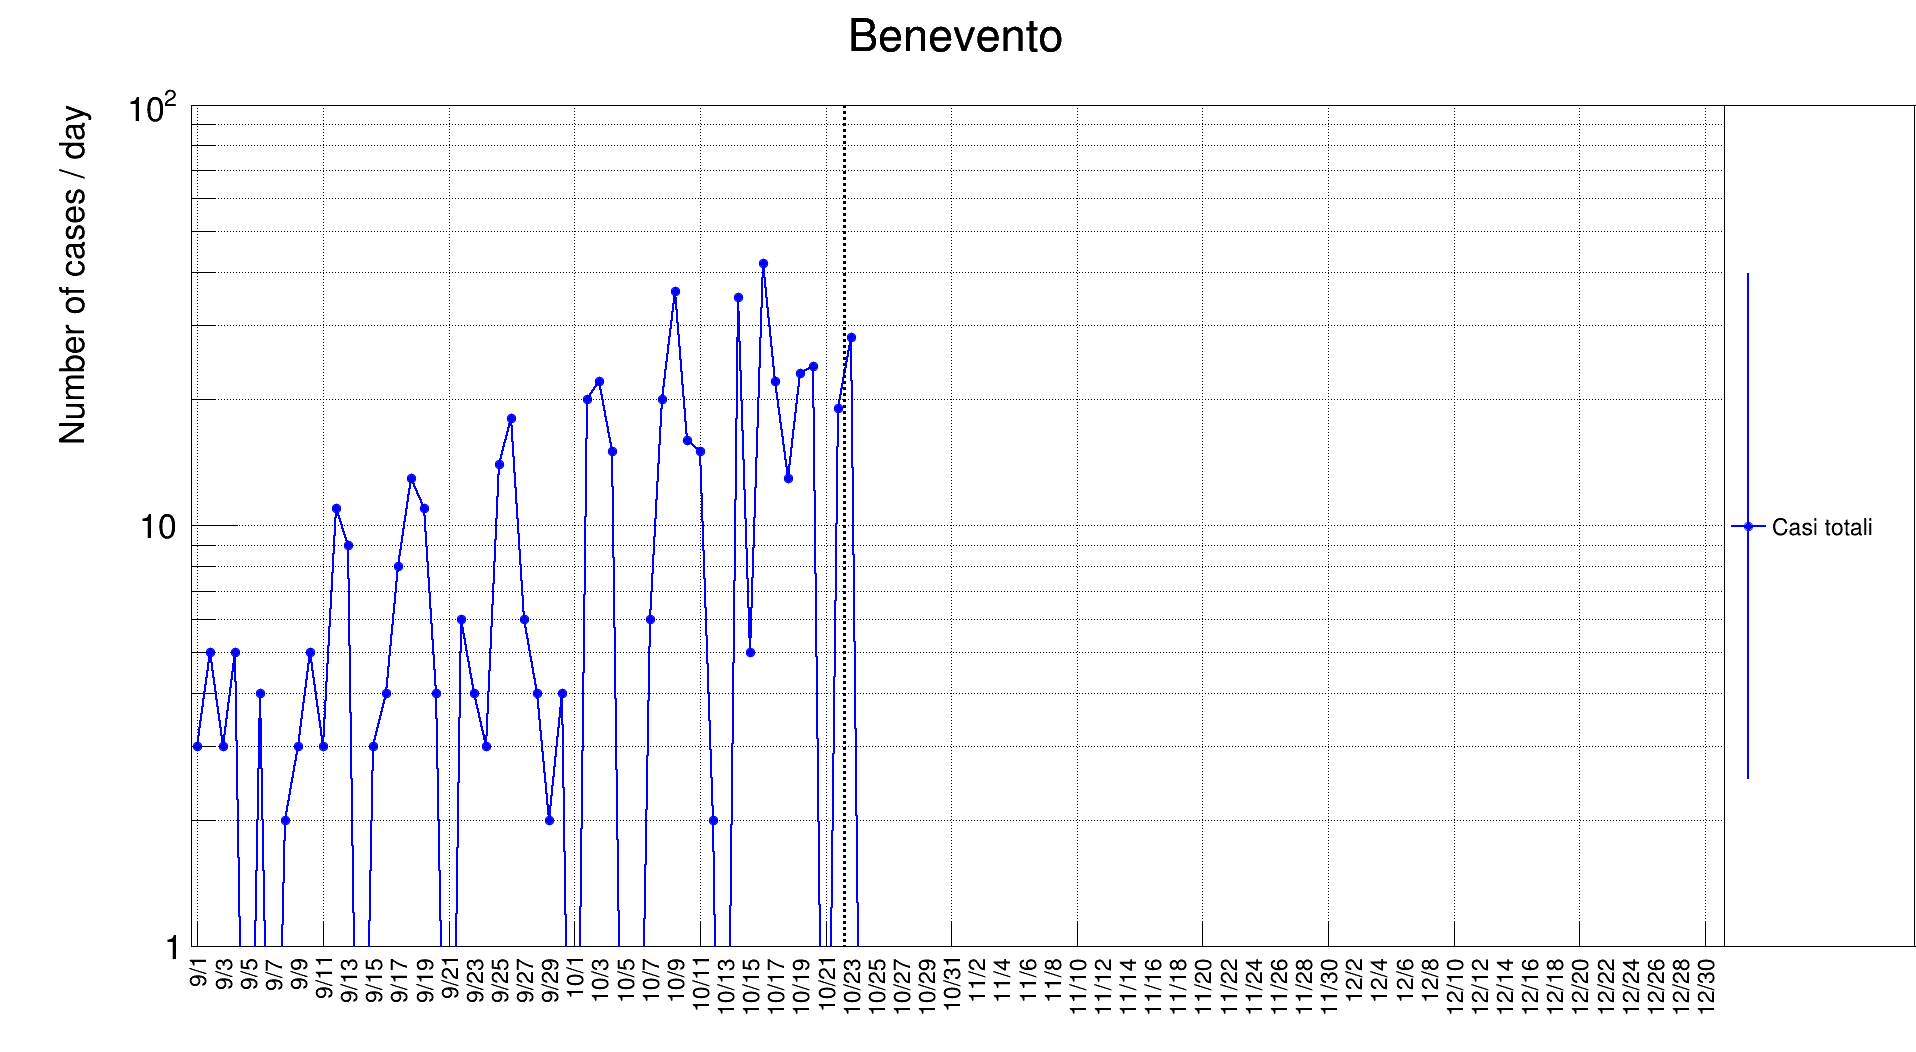 Benevento
Number of cases / day
10²
10
1
9/1 9/3 9/5 9/7 9/9 9/11 9/13 9/15 9/17 9/19 9/21 9/23 9/25 9/27 9/29 10/1 10/3 10/5 10/7 10/9 10/11 10/13 10/15 10/17 10/19 10/21 10/23 10/25 10/27 10/29 10/31 11/2 11/4 11/6 11/8 11/10 11/12 11/14 11/16 11/18 11/20 11/22 11/24 11/26 11/28 11/30 12/2 12/4 12/6 12/8 12/10 12/12 12/14 12/16 12/18 12/20 12/22 12/24 12/26 12/28 12/30
Casi totali